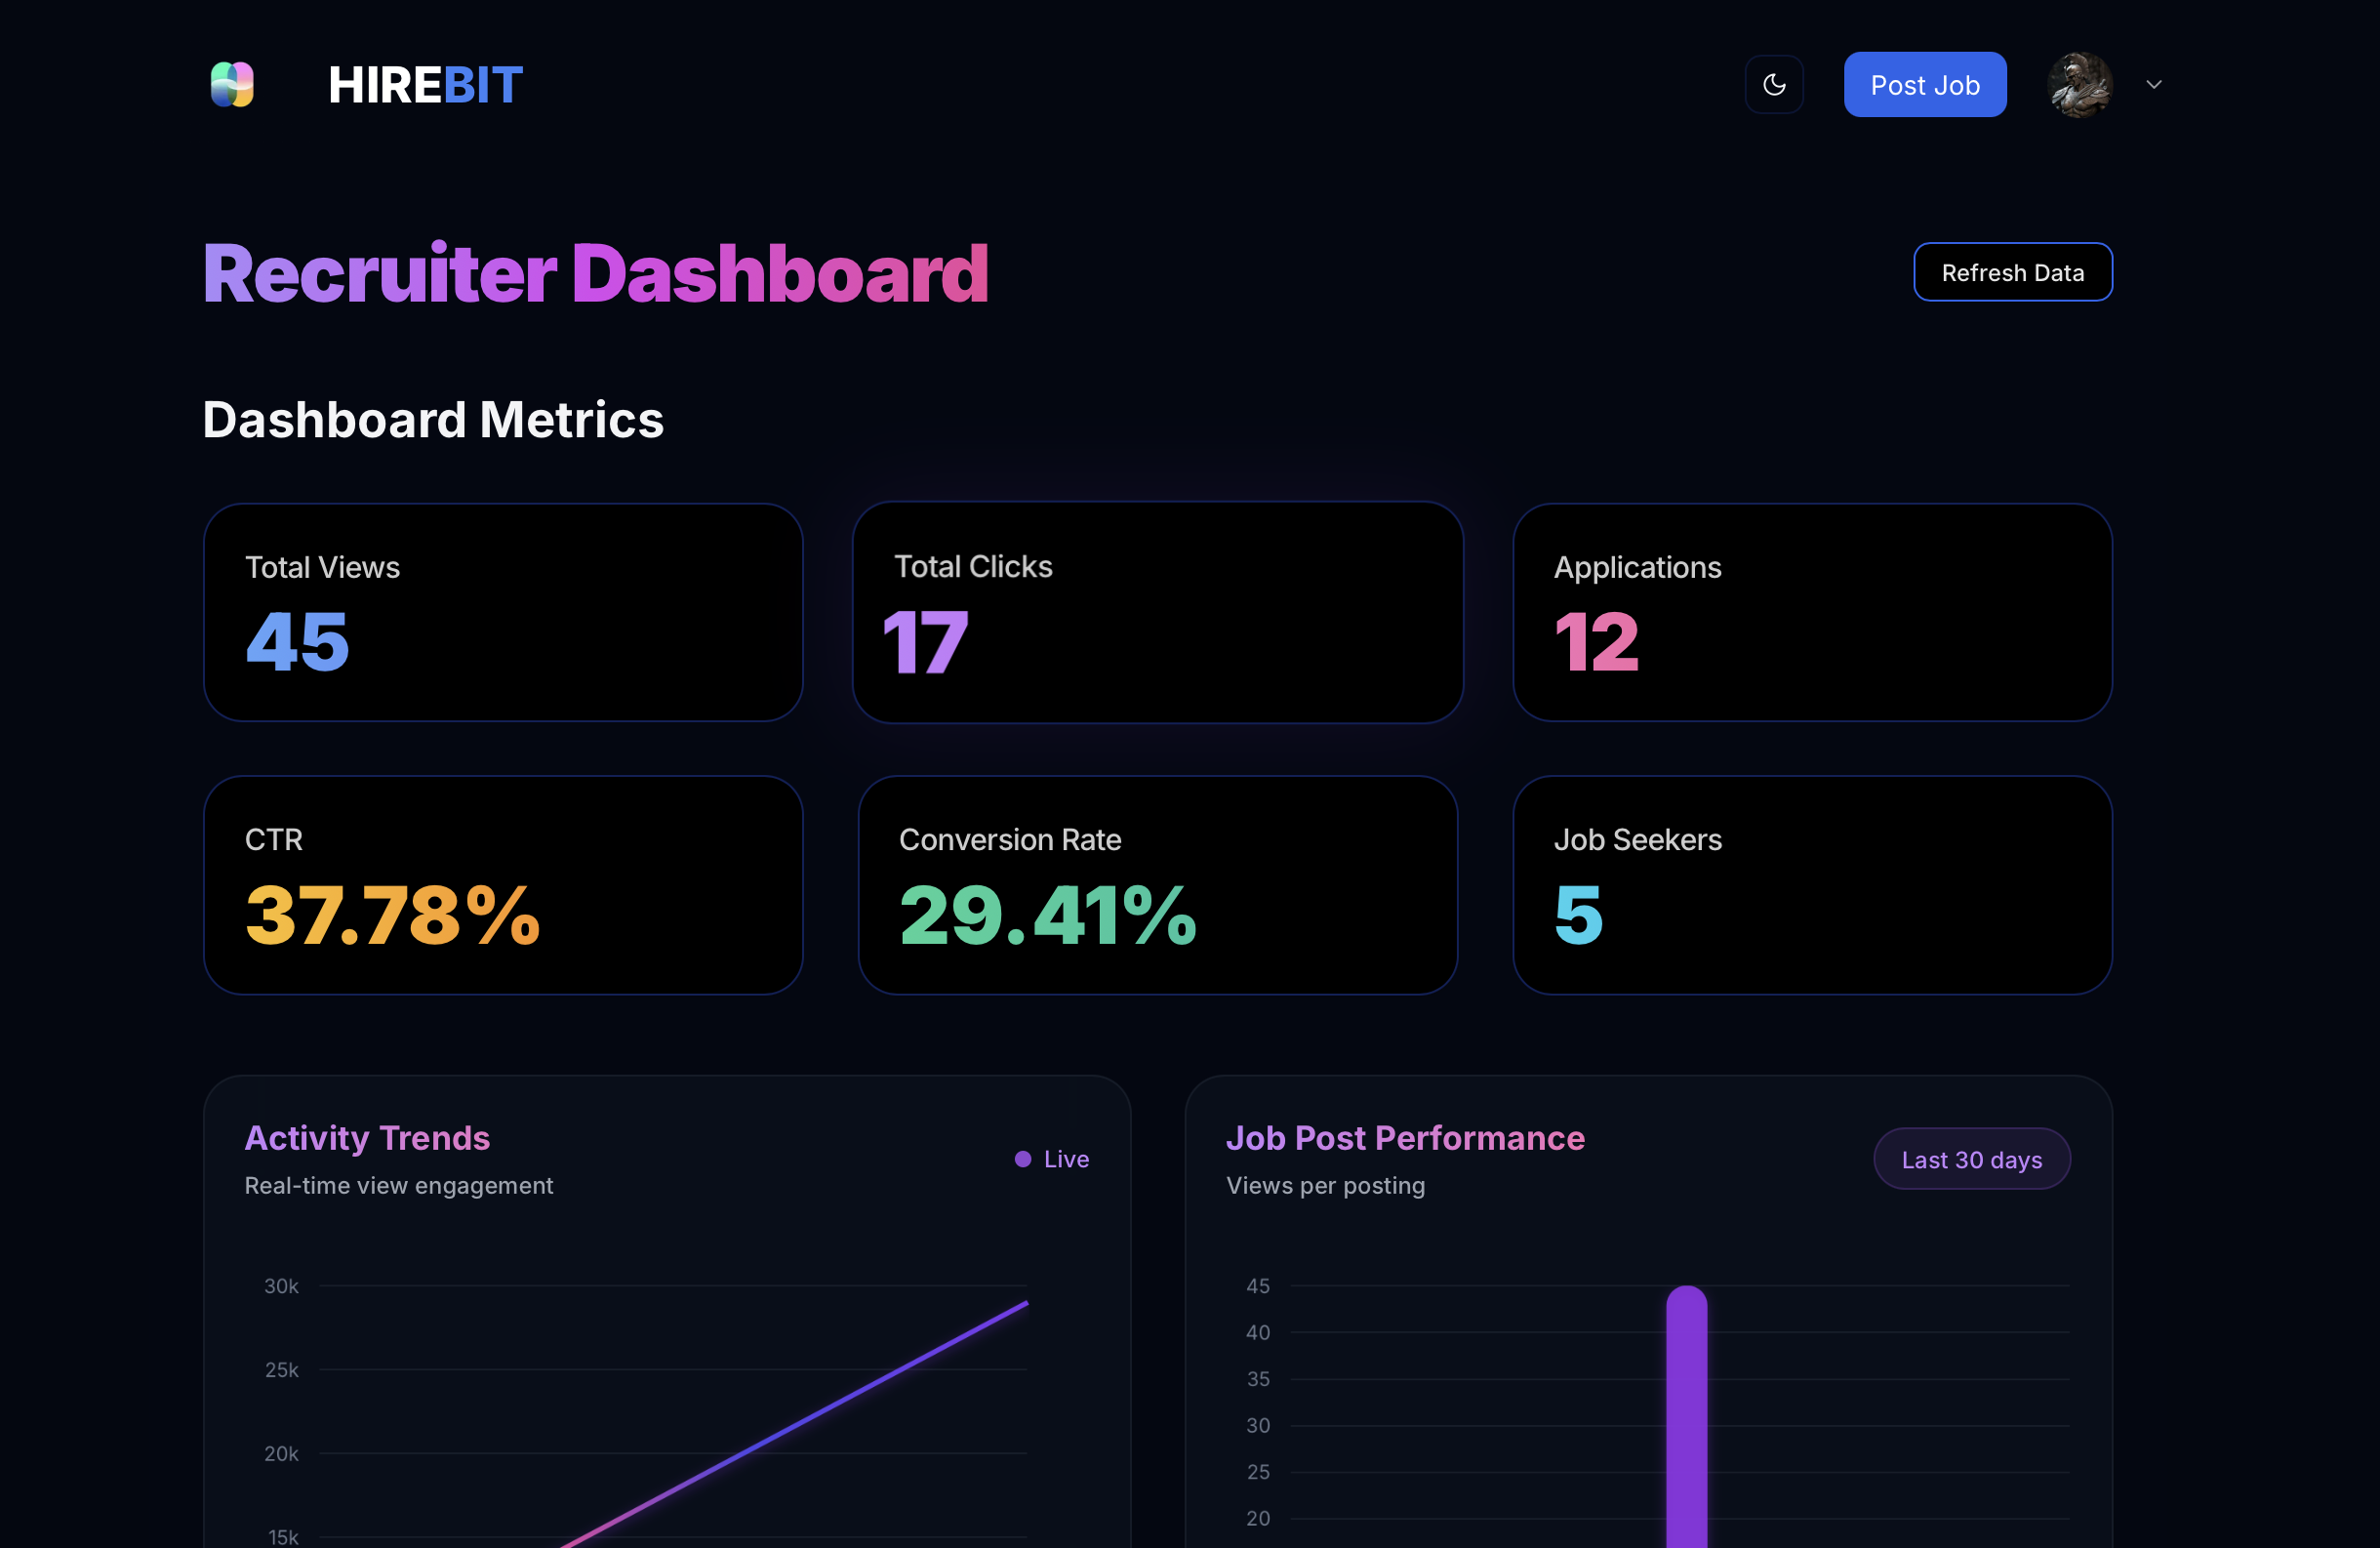 HIREBIT
Post Job
Recruiter Dashboard
Refresh Data
Dashboard Metrics
Total Views
45
Total Clicks
17
Applications
12
CTR
37.78%
Conversion Rate
29.41%
Job Seekers
5
Activity Trends
Real-time view engagement
Live
30k
25k
20k
15k
Job Post Performance
Views per posting
Last 30 days
45
40
35
30
25
20